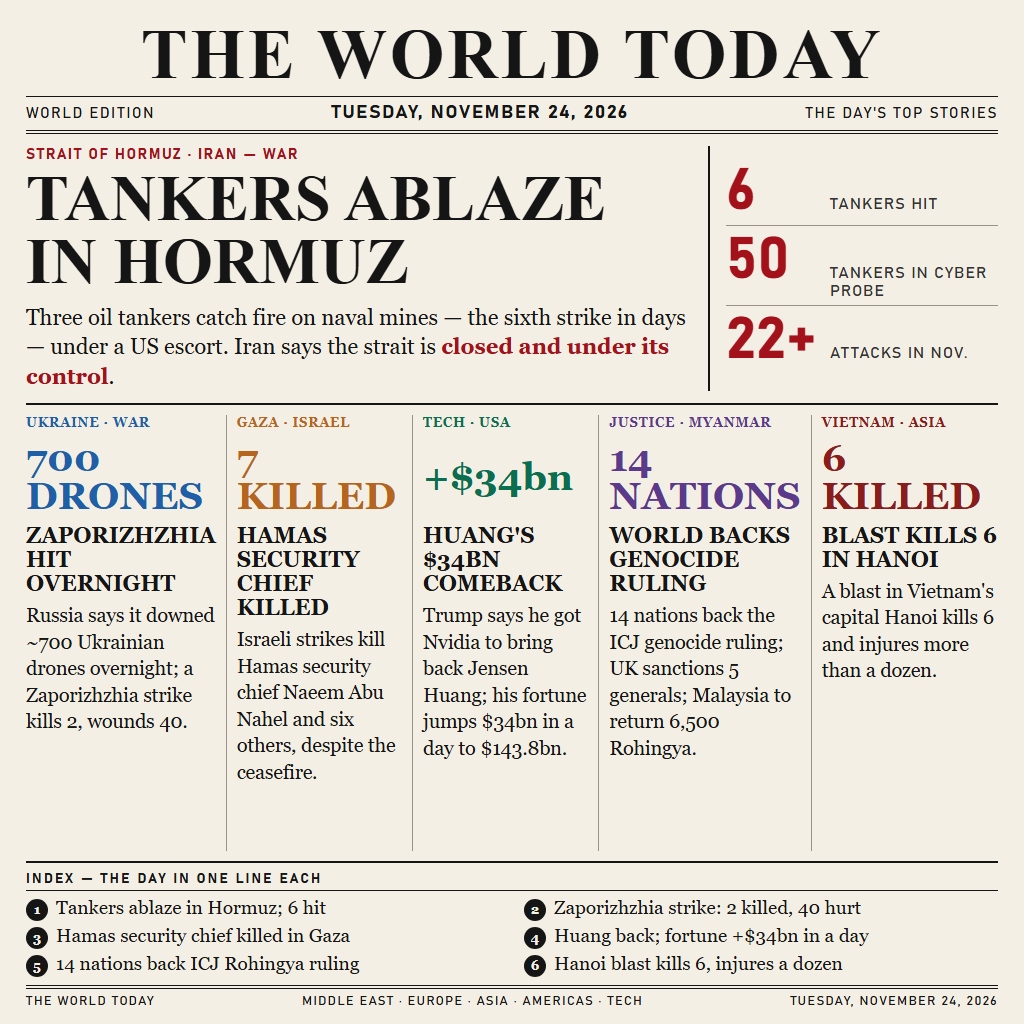 THE WORLD TODAY
WORLD EDITION
TUESDAY, NOVEMBER 24, 2026
THE DAY'S TOP STORIES
STRAIT OF HORMUZ · IRAN — WAR
TANKERS ABLAZE
IN HORMUZ
Three oil tankers catch fire on naval mines — the sixth strike in days
— under a US escort. Iran says the strait is closed and under its
control.
6 TANKERS HIT
50 TANKERS IN CYBER
PROBE
22+ ATTACKS IN NOV.
UKRAINE · WAR
700
DRONES
ZAPORIZHZHIA
HIT
OVERNIGHT
Russia says it downed
~700 Ukrainian
drones overnight; a
Zaporizhzhia strike
kills 2, wounds 40.
GAZA · ISRAEL
7
KILLED
HAMAS
SECURITY
CHIEF
KILLED
Israeli strikes kill
Hamas security
chief Naeem Abu
Nahel and six
others, despite the
ceasefire.
TECH · USA
+$34bn
HUANG'S
$34BN
COMEBACK
Trump says he got
Nvidia to bring
back Jensen
Huang; his fortune
jumps $34bn in a
day to $143.8bn.
JUSTICE · MYANMAR
14
NATIONS
WORLD BACKS
GENOCIDE
RULING
14 nations back the
ICJ genocide ruling;
UK sanctions 5
generals; Malaysia to
return 6,500
Rohingya.
VIETNAM · ASIA
6
KILLED
BLAST KILLS 6
IN HANOI
A blast in Vietnam's
capital Hanoi kills 6
and injures more
than a dozen.
INDEX — THE DAY IN ONE LINE EACH
1 Tankers ablaze in Hormuz; 6 hit
2 Zaporizhzhia strike: 2 killed, 40 hurt
3 Hamas security chief killed in Gaza
4 Huang back; fortune +$34bn in a day
5 14 nations back ICJ Rohingya ruling
6 Hanoi blast kills 6, injures a dozen
THE WORLD TODAY
MIDDLE EAST · EUROPE · ASIA · AMERICAS · TECH
TUESDAY, NOVEMBER 24, 2026